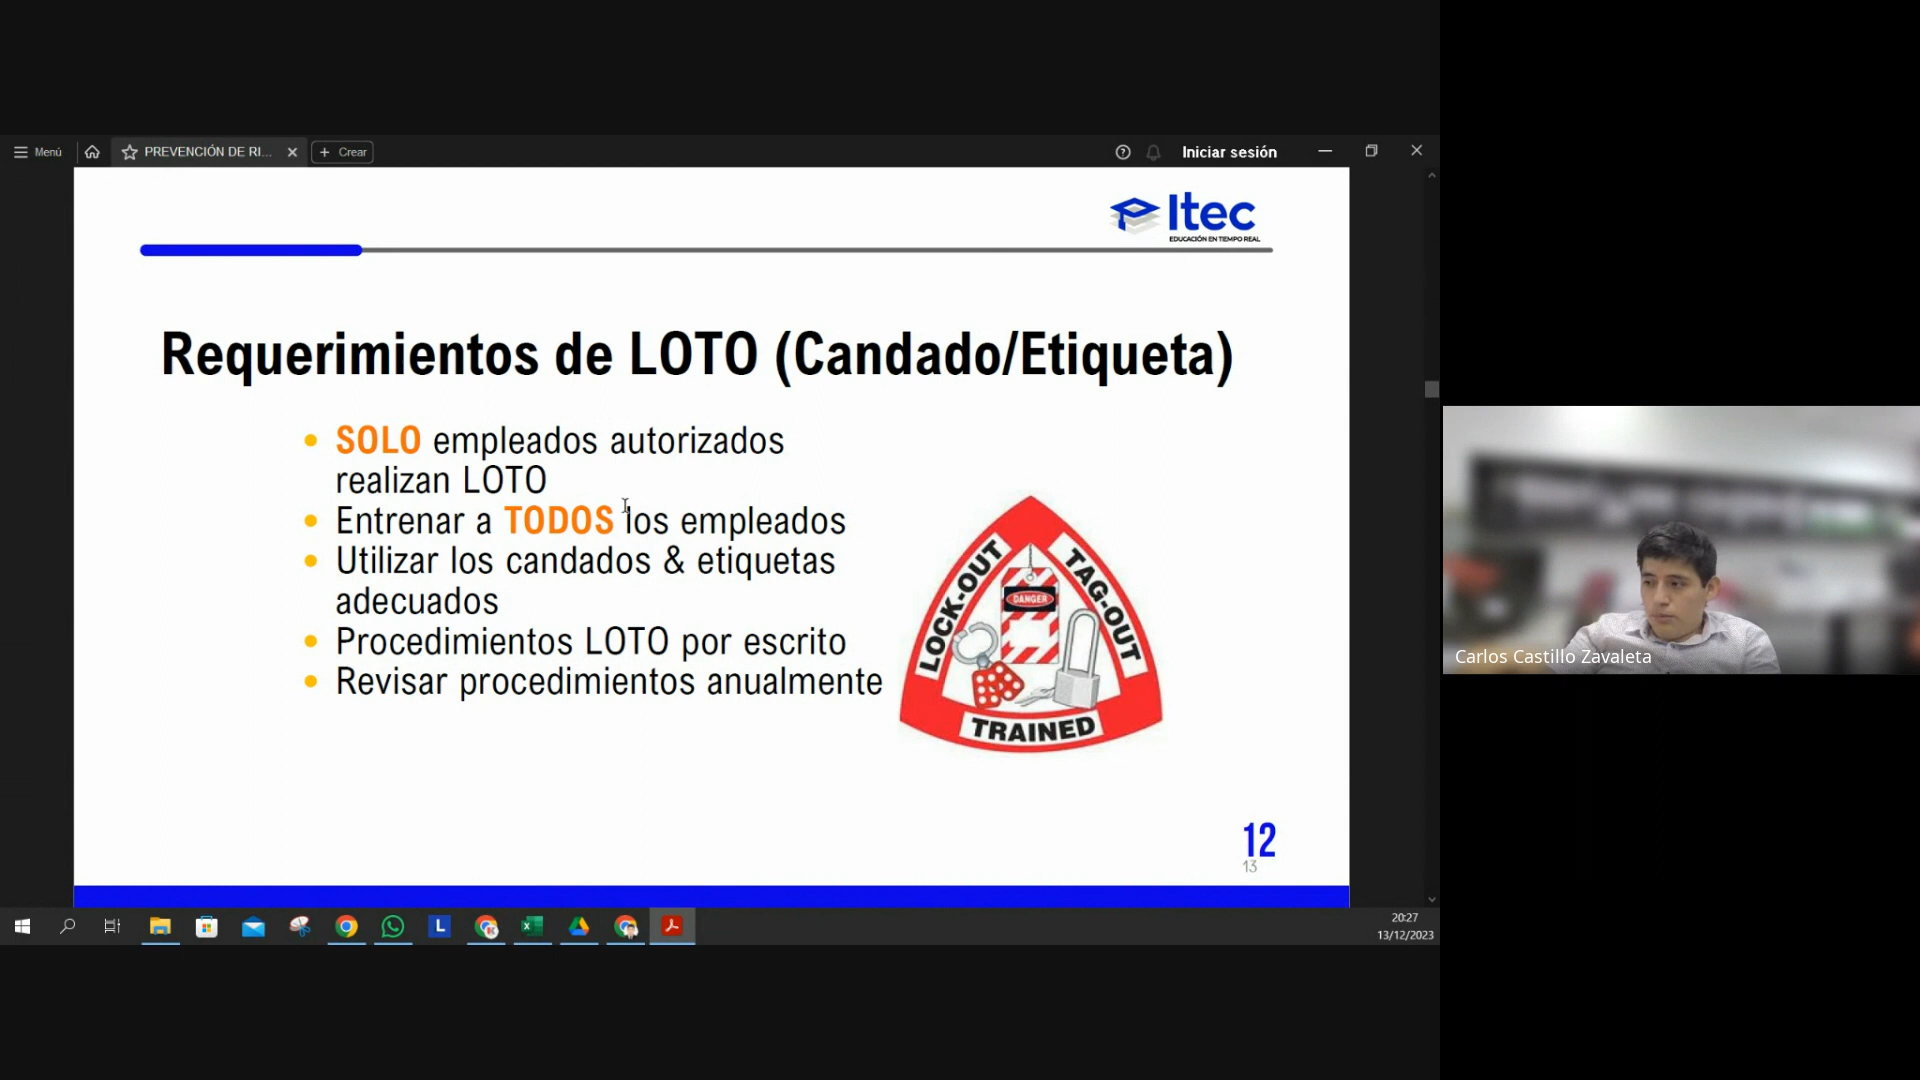 Menú
PREVENCIÓN DE RI...
Crear
Iniciar sesión
Itec
EDUCACIÓN EN TIEMPO REAL
Requerimientos de LOTO (Candado/Etiqueta)
SOLO empleados autorizados
realizan LOTO
Entrenar a TODOS los empleados
Utilizar los candados & etiquetas
adecuados
Procedimientos LOTO por escrito
Revisar procedimientos anualmente
LOCK-OUT
TAG-OUT
DANGER
TRAINED
12
13
Carlos Castillo Zavaleta
L
20:27
13/12/2023